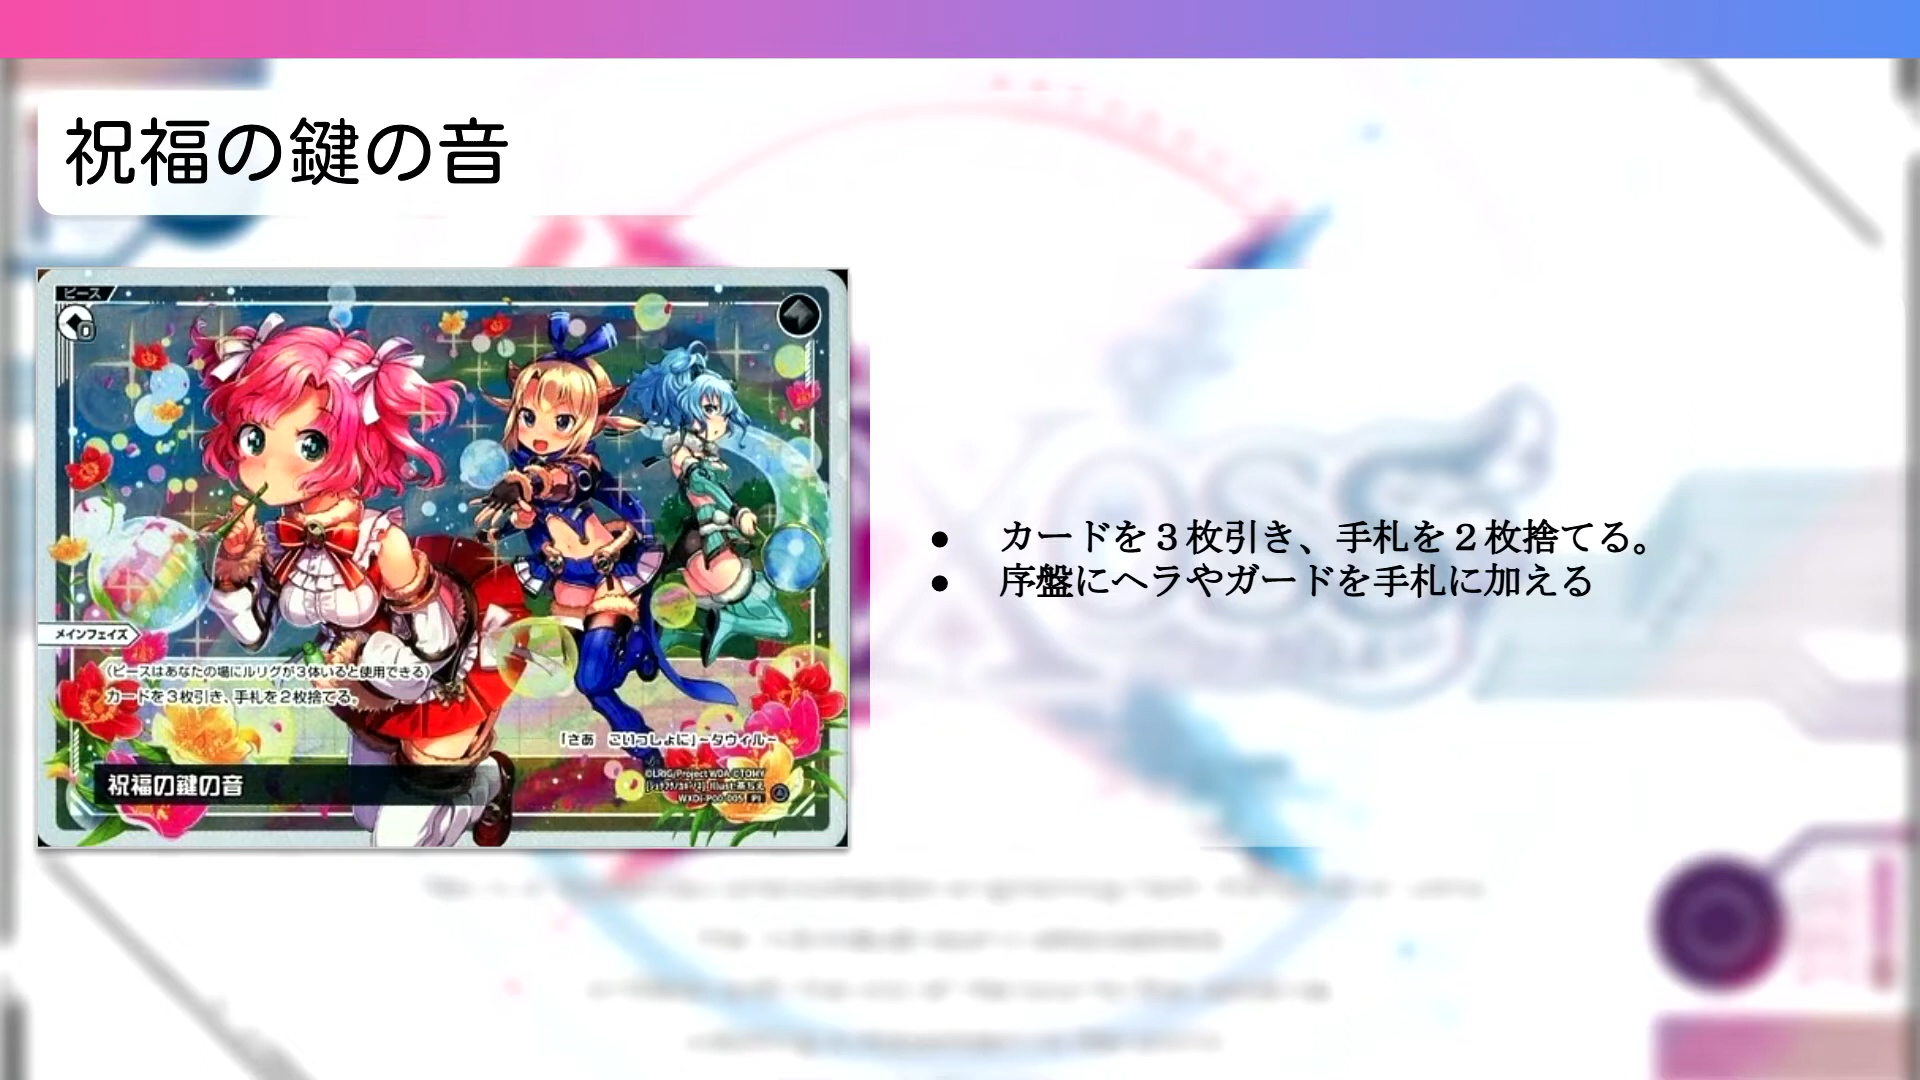 祝福の鍵の音
ピース
0
メインフェイズ
(ピースはあなたの場にルリグが3体いると使用できる)
カードを3枚引き、手札を2枚捨てる。
「さあ　こいっしょに」~タウィル~
祝福の鍵の音
WXDi-P00-005
● カードを３枚引き、手札を２枚捨てる。
● 序盤にヘラやガードを手札に加える